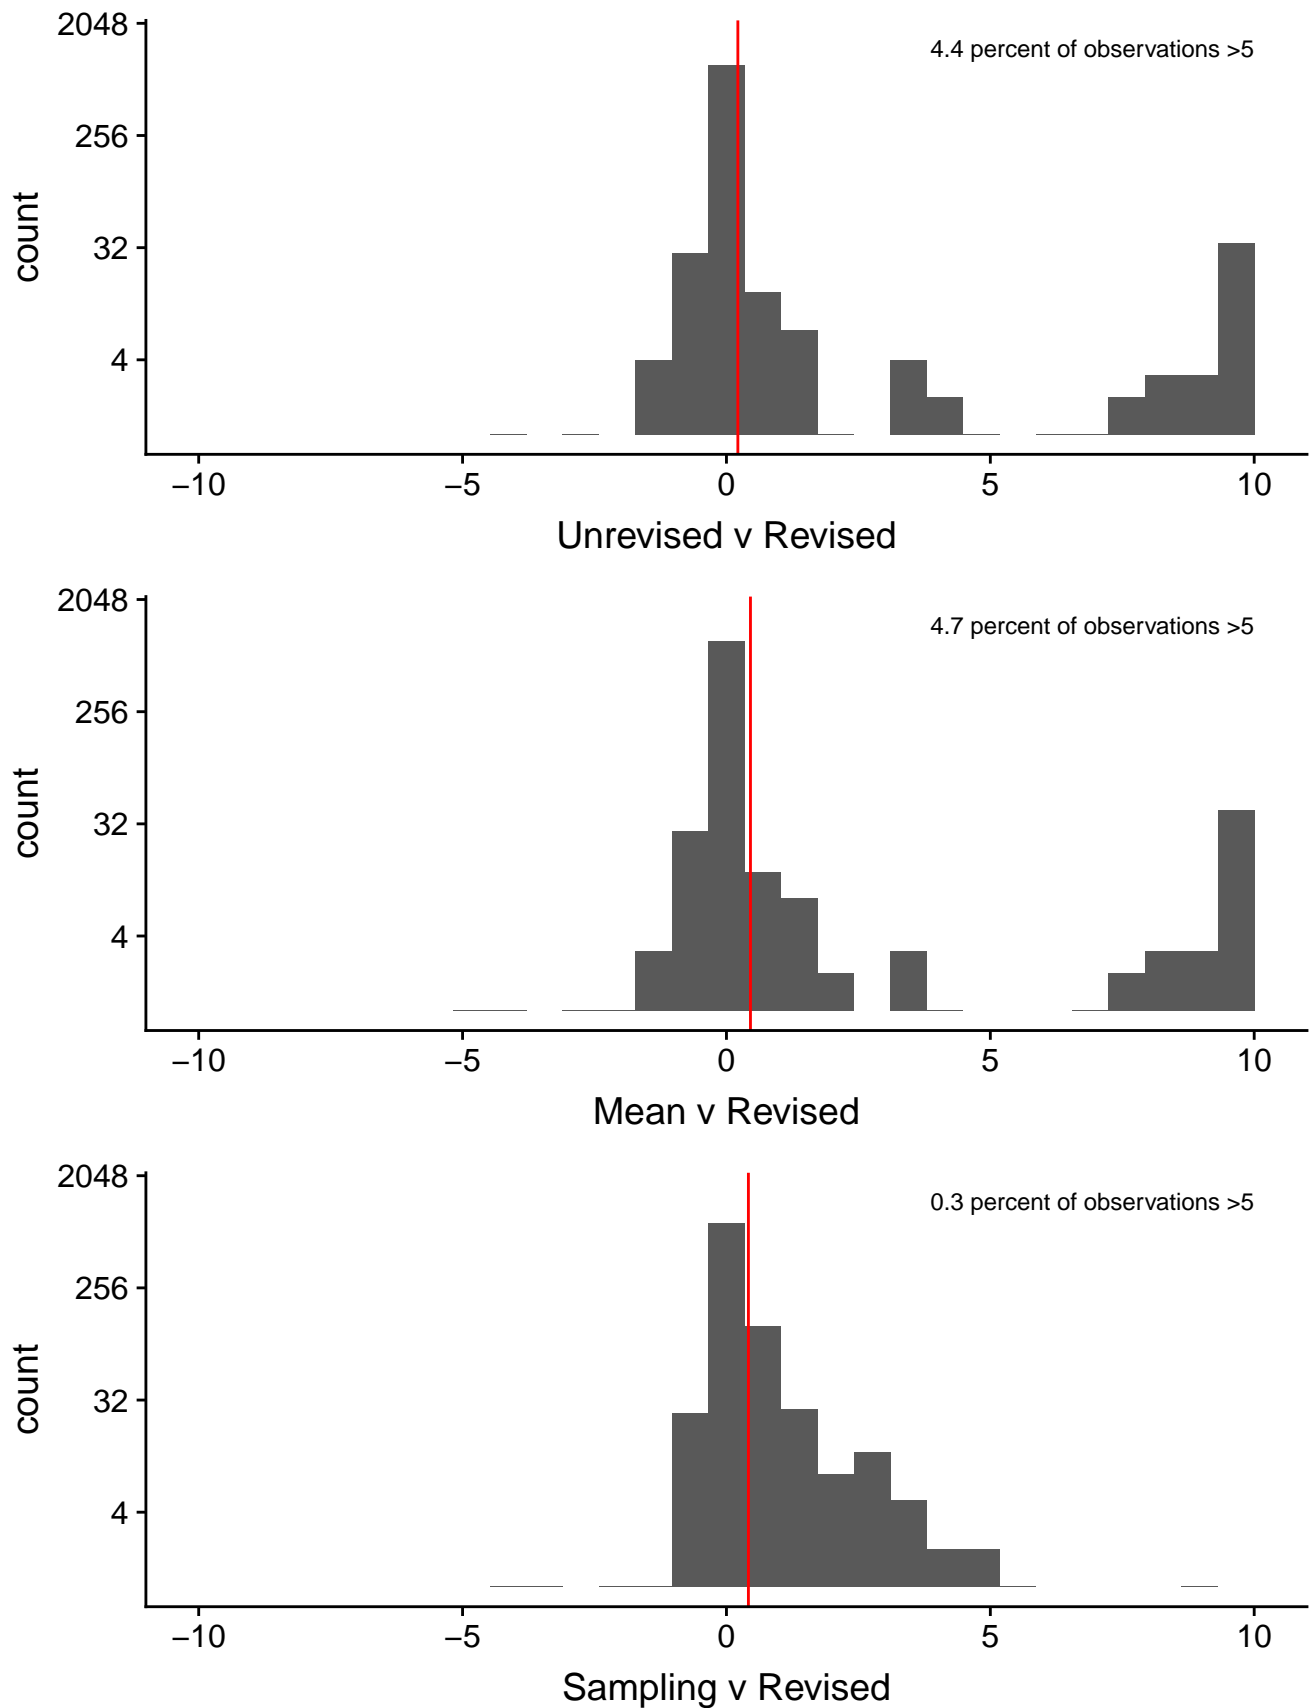 2048
4.4 percent of observations >5
256
count
32
4
−10 −5 0 5 10
Unrevised v Revised
2048
4.7 percent of observations >5
256
count
32
4
−10 −5 0 5 10
Mean v Revised
2048
0.3 percent of observations >5
256
count
32
4
−10 −5 0 5 10
Sampling v Revised